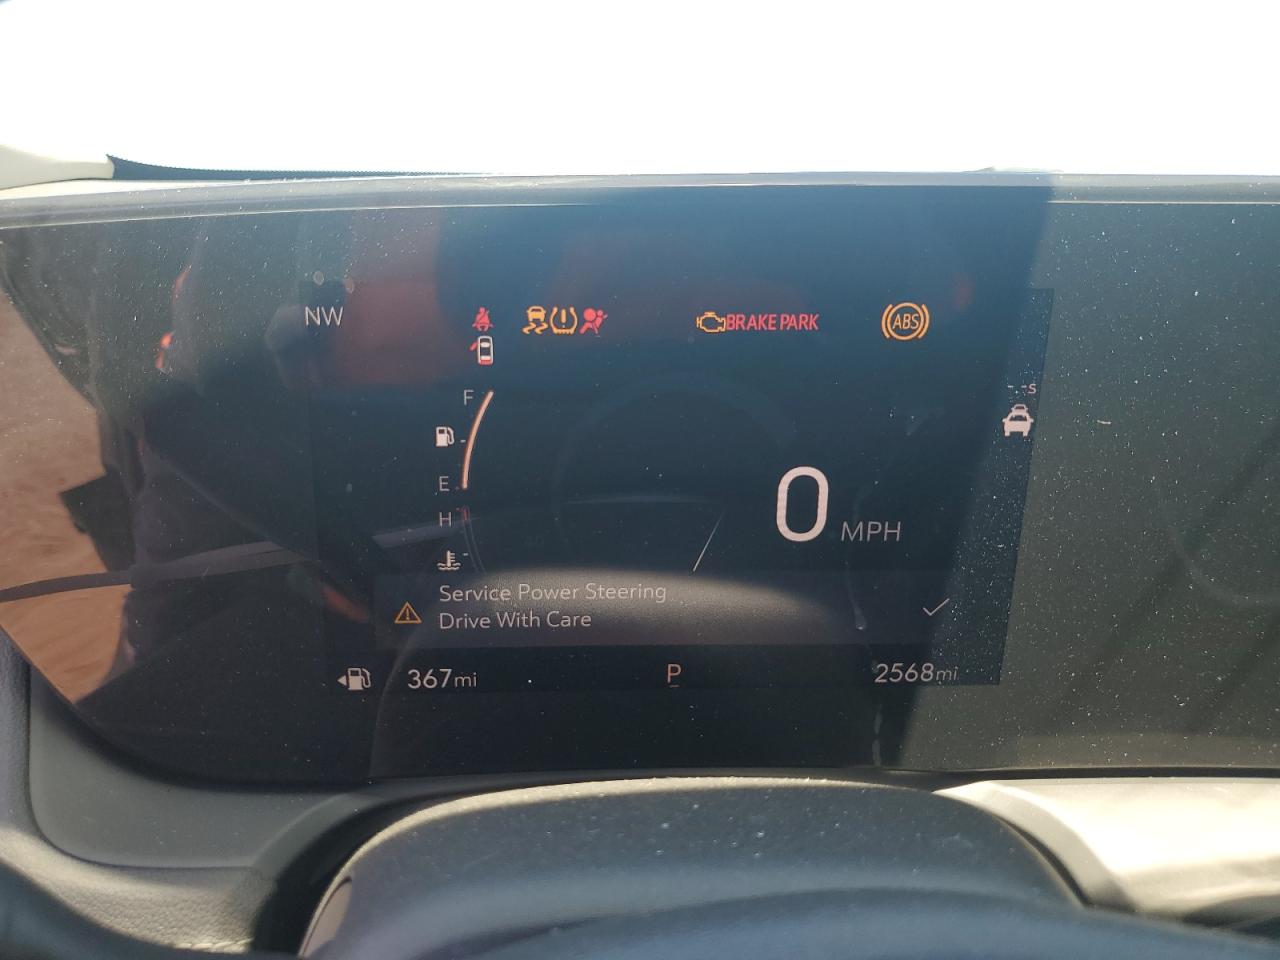 NW
BRAKE PARK
ABS
--s
F
E
H
0 MPH
Service Power Steering
Drive With Care
367mi
P
2568mi